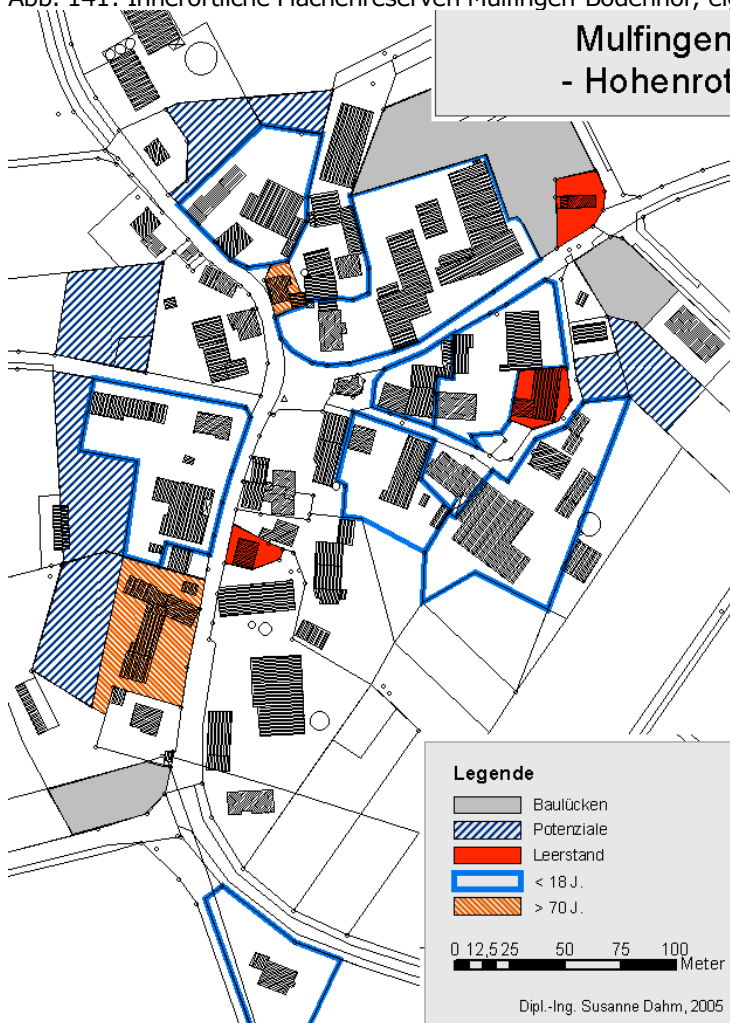 Abb. 141: Innerörtliche Flächenreserven Mulfingen-Bodenhof,
Mulfingen
- Hohenrot
Legende
Baulücken
Potenziale
Leerstand
< 18 J.
> 70 J.
0 12,5 25 50 75 100
Meter
Dipl.-Ing. Susanne Dahm, 2005